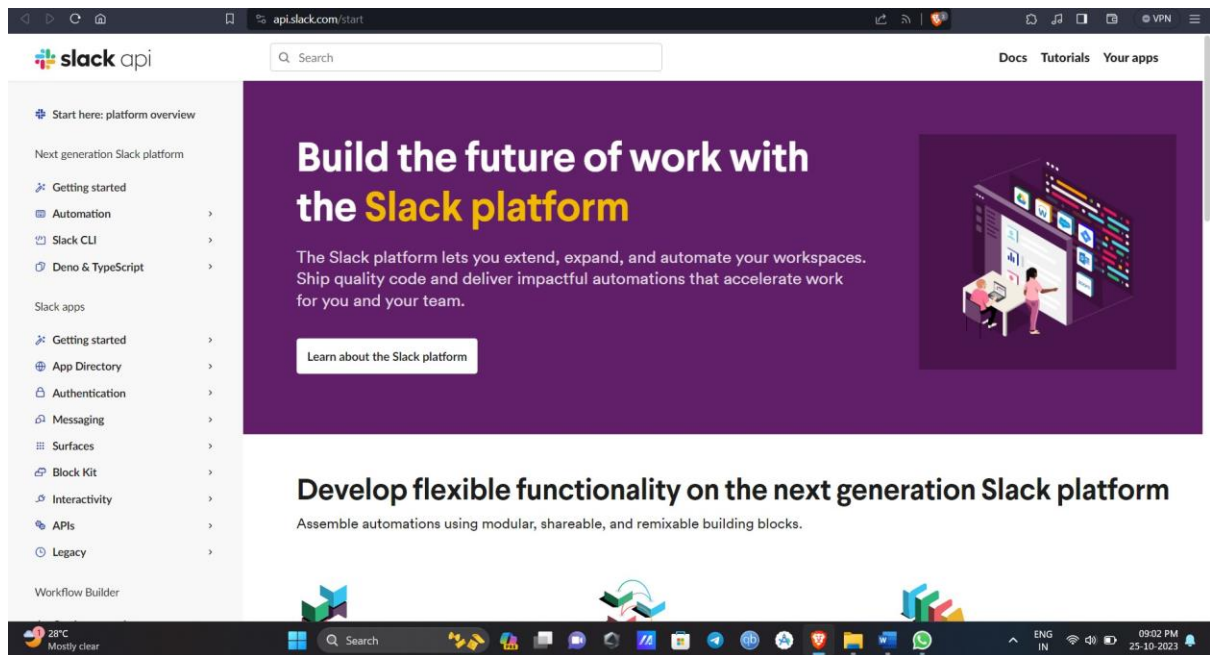 api.slack.com/start
VPN
slack api
Search
Docs Tutorials Your apps
Start here: platform overview
Next generation Slack platform
Getting started
Automation
Slack CLI
Deno & TypeScript
Slack apps
Getting started
App Directory
Authentication
Messaging
Surfaces
Block Kit
Interactivity
APIs
Legacy
Workflow Builder
Build the future of work with
the Slack platform
The Slack platform lets you extend, expand, and automate your workspaces.
Ship quality code and deliver impactful automations that accelerate work
for you and your team.
Learn about the Slack platform
Develop flexible functionality on the next generation Slack platform
Assemble automations using modular, shareable, and remixable building blocks.
28°C
Mostly clear
Search
ENG
IN
09:02 PM
25-10-2023